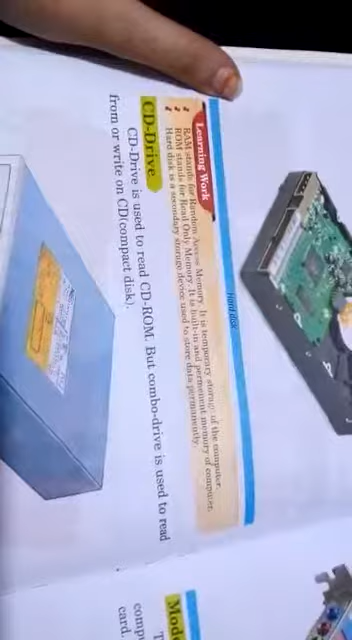 Hard disk
Learning Work
RAM stands for Random Access Memory. It is temporary storage of the computer.
ROM stands for Read Only Memory. It is built-in and permenent memory of computer.
Hard disk is a secondary storage device used to store data permanently.
CD-Drive
CD-Drive is used to read CD-ROM. But combo-drive is used to read
from or write on CD(compact disk).
Mode
T
compu
card.